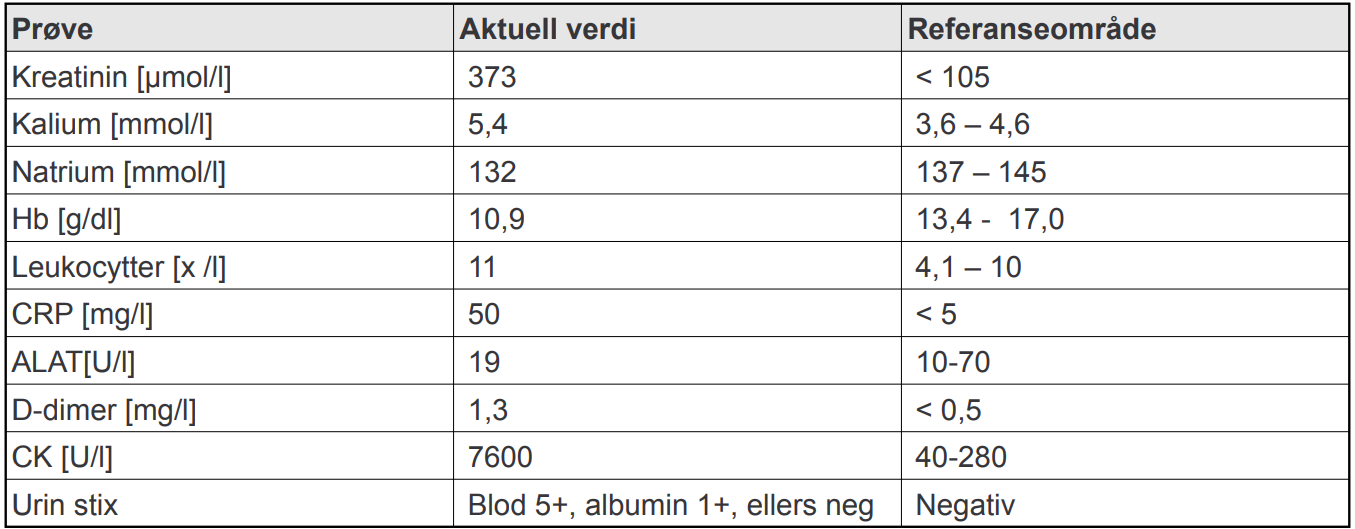 Prøve Aktuell verdi Referanseområde
Kreatinin [µmol/l] 373 < 105
Kalium [mmol/l] 5,4 3,6 – 4,6
Natrium [mmol/l] 132 137 – 145
Hb [g/dl] 10,9 13,4 - 17,0
Leukocytter [x /l] 11 4,1 – 10
CRP [mg/l] 50 < 5
ALAT[U/l] 19 10-70
D-dimer [mg/l] 1,3 < 0,5
CK [U/l] 7600 40-280
Urin stix Blod 5+, albumin 1+, ellers neg Negativ